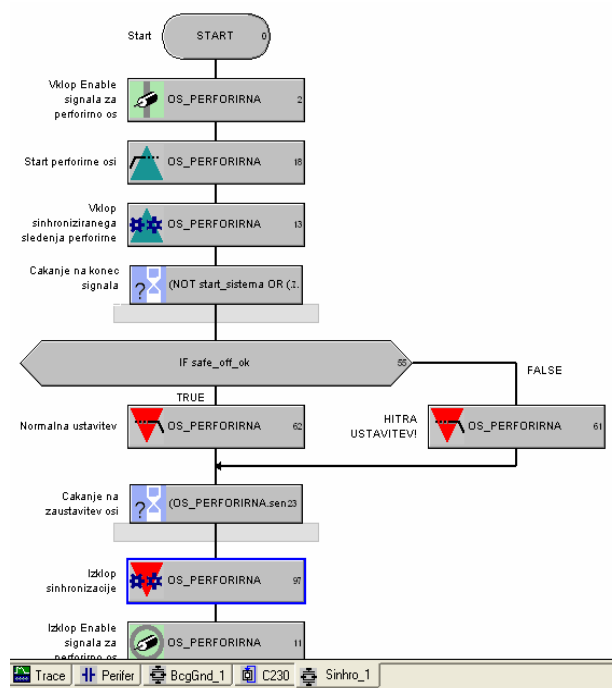 Start
START 0
Vklop Enable
signala za
perforirno os
OS_PERFORIRNA 2
Start perforirne osi
OS_PERFORIRNA 18
Vklop
sinhroniziranega
sledenja perforirne
OS_PERFORIRNA 13
Cakanje na konec
signala
? (NOT start_sistema OR (.1.
IF safe_off_ok 55
TRUE
FALSE
Normalna ustavitev
OS_PERFORIRNA 62
HITRA
USTAVITEV!
OS_PERFORIRNA 61
Cakanje na
zaustavitev osi
? (OS_PERFORIRNA.sen 23
Izklop
sinhronizacije
OS_PERFORIRNA 97
Izklop Enable
signala za
perforirno os
OS_PERFORIRNA 11
Trace Perifer BcgGnd_1 C230 Sinhro_1